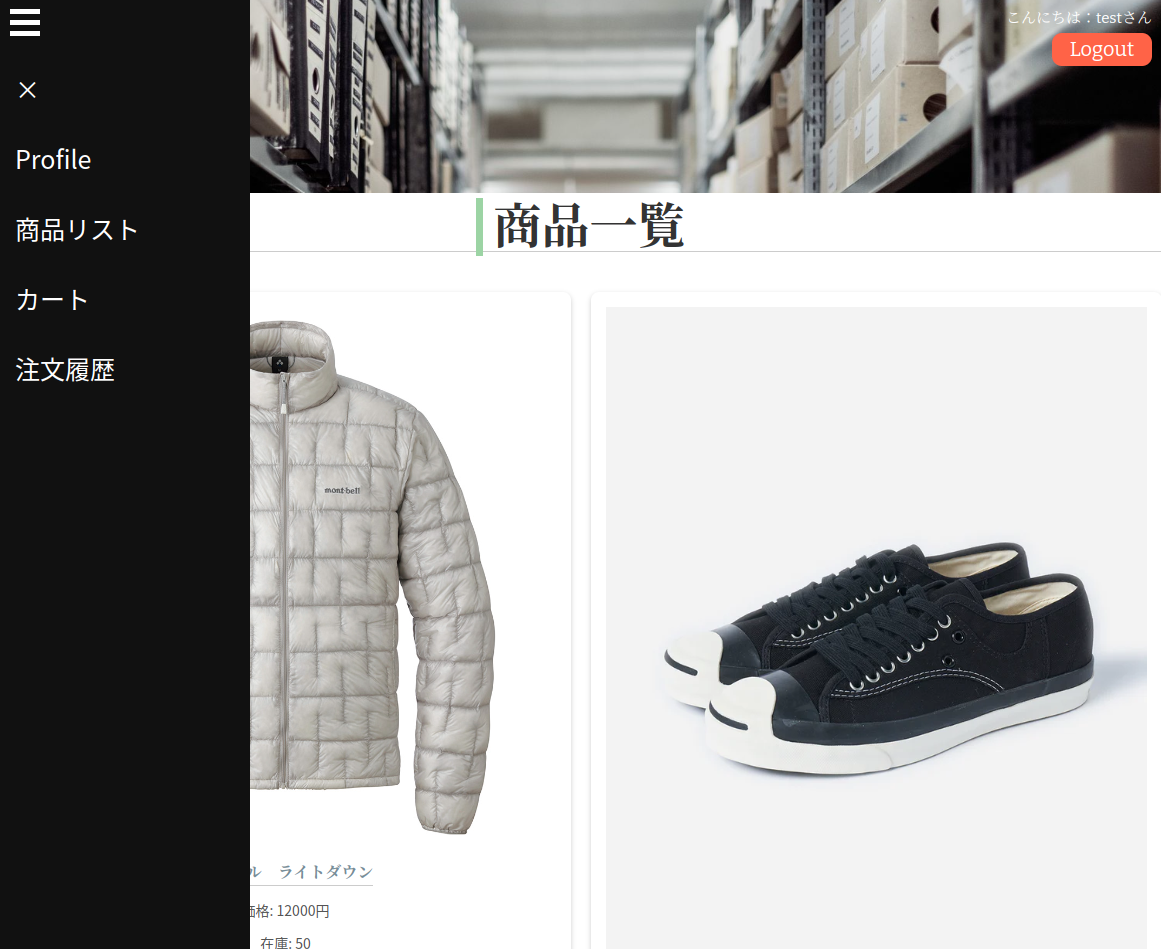 こんにちは：testさん
Logout
×
Profile
商品リスト
カート
注文履歴
商品一覧
mont-bell
ル　ライトダウン
価格: 12000円
在庫: 50